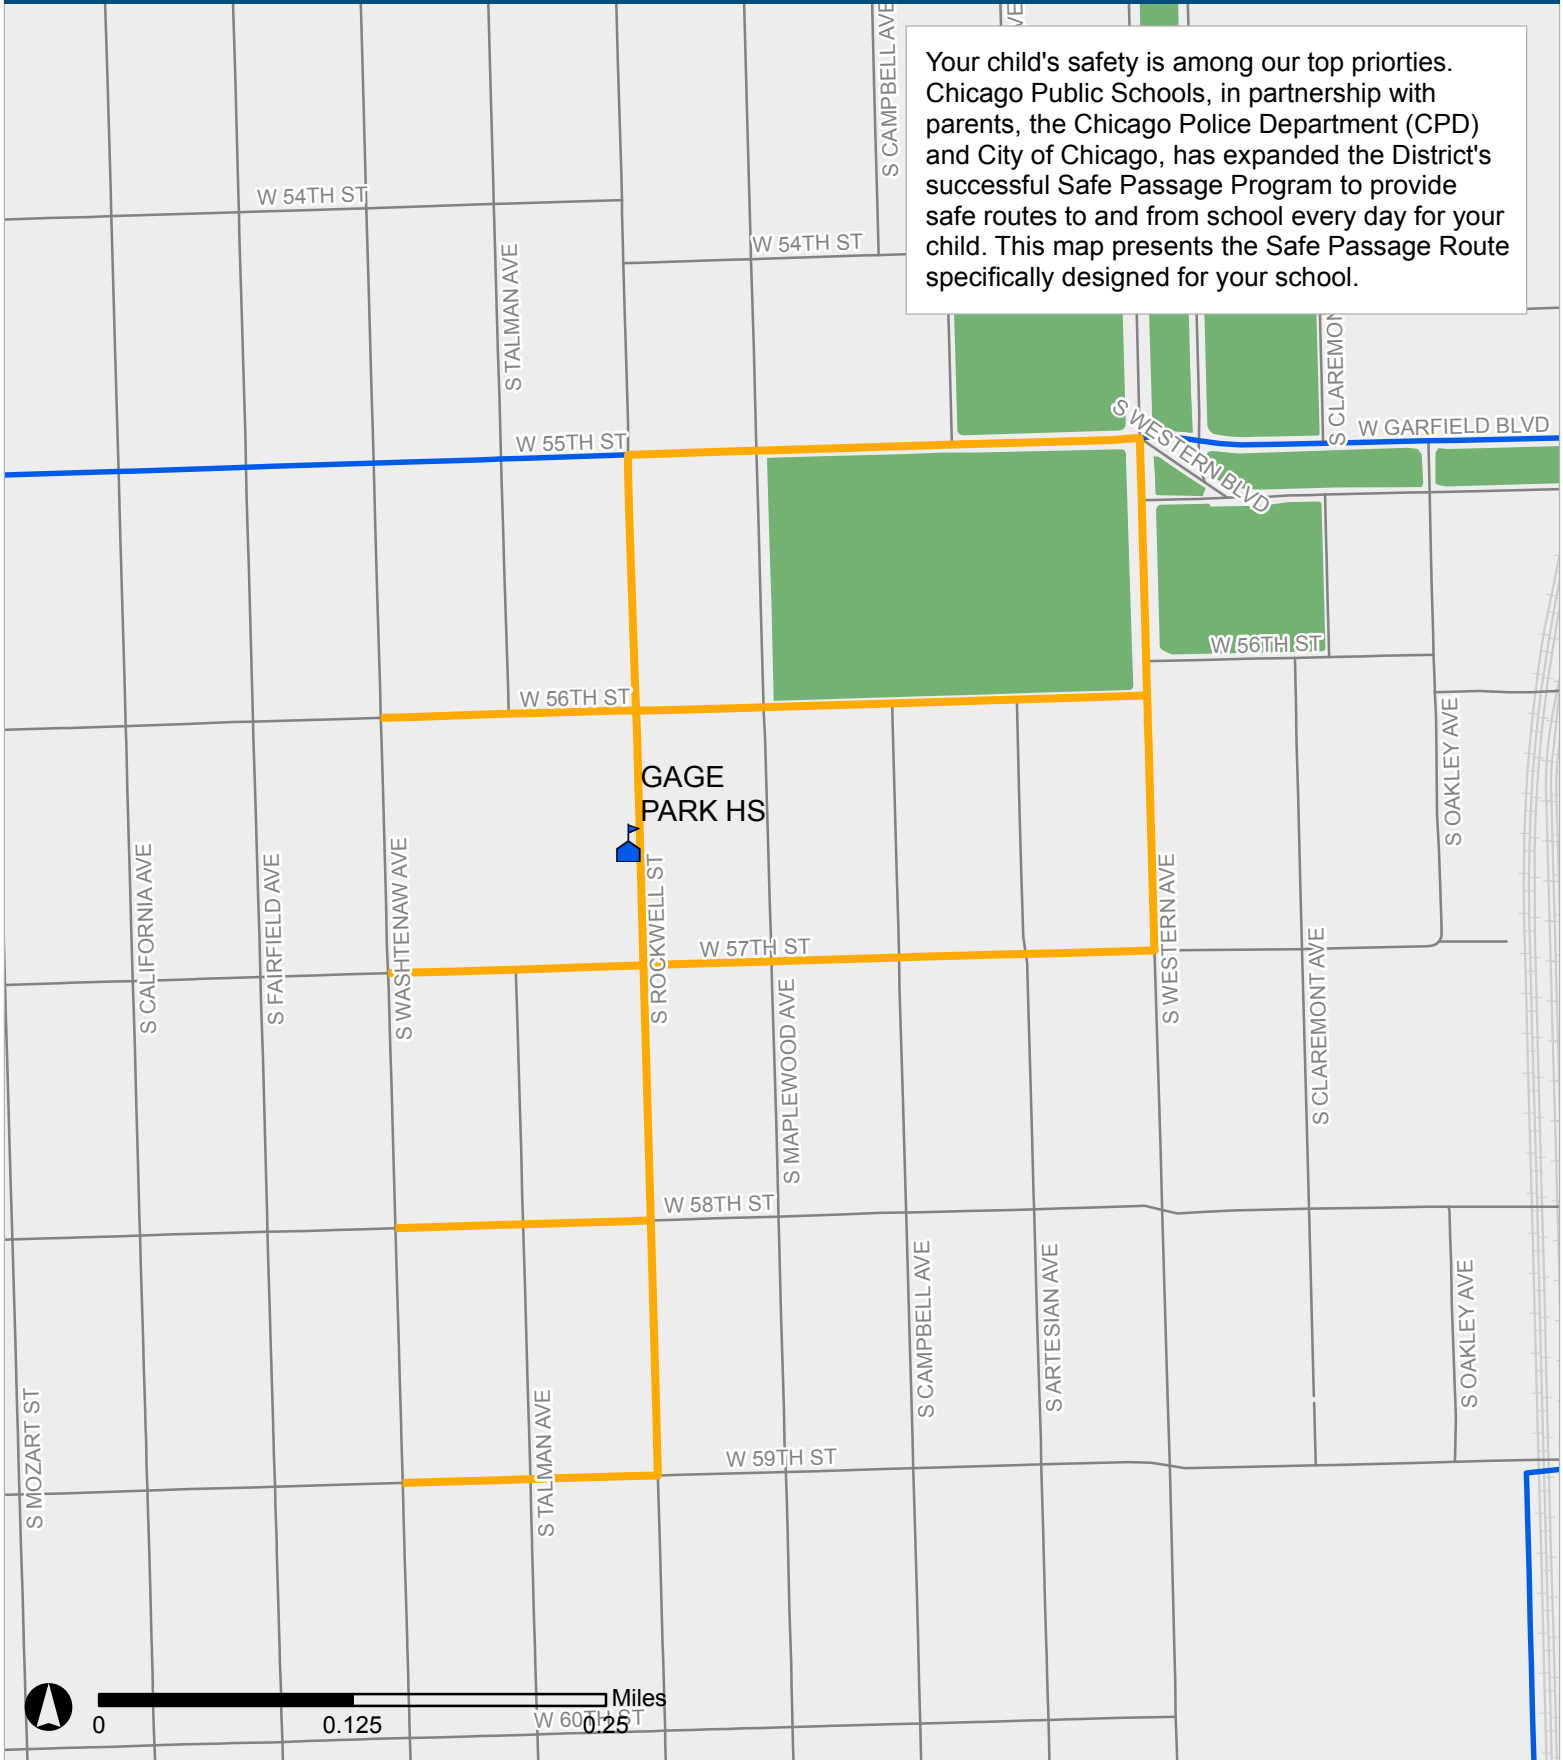 S CAMPBELL AVE
VE
Your child's safety is among our top priorties.
Chicago Public Schools, in partnership with
parents, the Chicago Police Department (CPD)
and City of Chicago, has expanded the District's
successful Safe Passage Program to provide
safe routes to and from school every day for your
child. This map presents the Safe Passage Route
specifically designed for your school.
W 54TH ST
W 54TH ST
S TALMAN AVE
S CLAREMON
S WESTERN BLVD
W GARFIELD BLVD
W 55TH ST
W 56TH ST
W 56TH ST
GAGE
PARK HS
S OAKLEY AVE
S CALIFORNIA AVE
S FAIRFIELD AVE
S WASHTENAW AVE
S ROCKWELL ST
W 57TH ST
S WESTERN AVE
S MAPLEWOOD AVE
S CLAREMONT AVE
W 58TH ST
S CAMPBELL AVE
S ARTESIAN AVE
S OAKLEY AVE
S MOZART ST
S TALMAN AVE
W 59TH ST
Miles
0
0.125
0.25
W 60TH ST